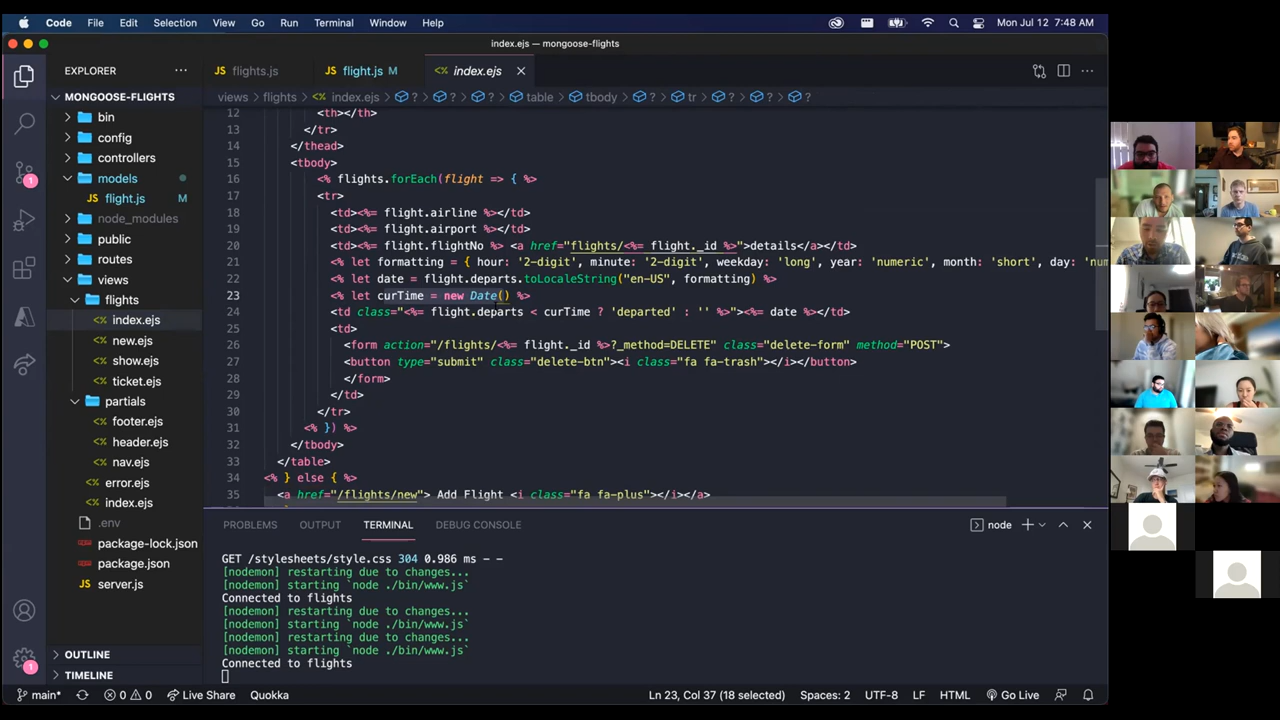 Code File Edit Selection View Go Run Terminal Window Help Mon Jul 12 7:48 AM
index.ejs — mongoose-flights
EXPLORER
flights.js
flight.js M
index.ejs
MONGOOSE-FLIGHTS
bin
config
controllers
models
flight.js M
node_modules
public
routes
views
flights
index.ejs
new.ejs
show.ejs
ticket.ejs
partials
footer.ejs
header.ejs
nav.ejs
error.ejs
index.ejs
.env
package-lock.json
package.json
server.js
OUTLINE
TIMELINE
views > flights > index.ejs > ? > ? > ? > table > tbody > ? > ? > tr > ? > ? > ?
12 <th></th>
13 </tr>
14 </thead>
15 <tbody>
16 <% flights.forEach(flight => { %>
17 <tr>
18 <td><%= flight.airline %></td>
19 <td><%= flight.airport %></td>
20 <td><%= flight.flightNo %> <a href="flights/<%= flight._id %>">details</a></td>
21 <% let formatting = { hour: '2-digit', minute: '2-digit', weekday: 'long', year: 'numeric', month: 'short', day: 'num
22 <% let date = flight.departs.toLocaleString("en-US", formatting) %>
23 <% let curTime = new Date() %>
24 <td class="<%= flight.departs < curTime ? 'departed' : '' %>"><%= date %></td>
25 <td>
26 <form action="/flights/<%= flight._id %>?_method=DELETE" class="delete-form" method="POST">
27 <button type="submit" class="delete-btn"><i class="fa fa-trash"></i></button>
28 </form>
29 </td>
30 </tr>
31 <% }) %>
32 </tbody>
33 </table>
34 <% } else { %>
35 <a href="/flights/new"> Add Flight <i class="fa fa-plus"></i></a>
PROBLEMS OUTPUT TERMINAL DEBUG CONSOLE node
GET /stylesheets/style.css 304 0.986 ms - -
[nodemon] restarting due to changes...
[nodemon] starting `node ./bin/www.js`
Connected to flights
[nodemon] restarting due to changes...
[nodemon] starting `node ./bin/www.js`
[nodemon] restarting due to changes...
[nodemon] starting `node ./bin/www.js`
Connected to flights
1
1
main* 0 0 Live Share Quokka Ln 23, Col 37 (18 selected) Spaces: 2 UTF-8 LF HTML Go Live